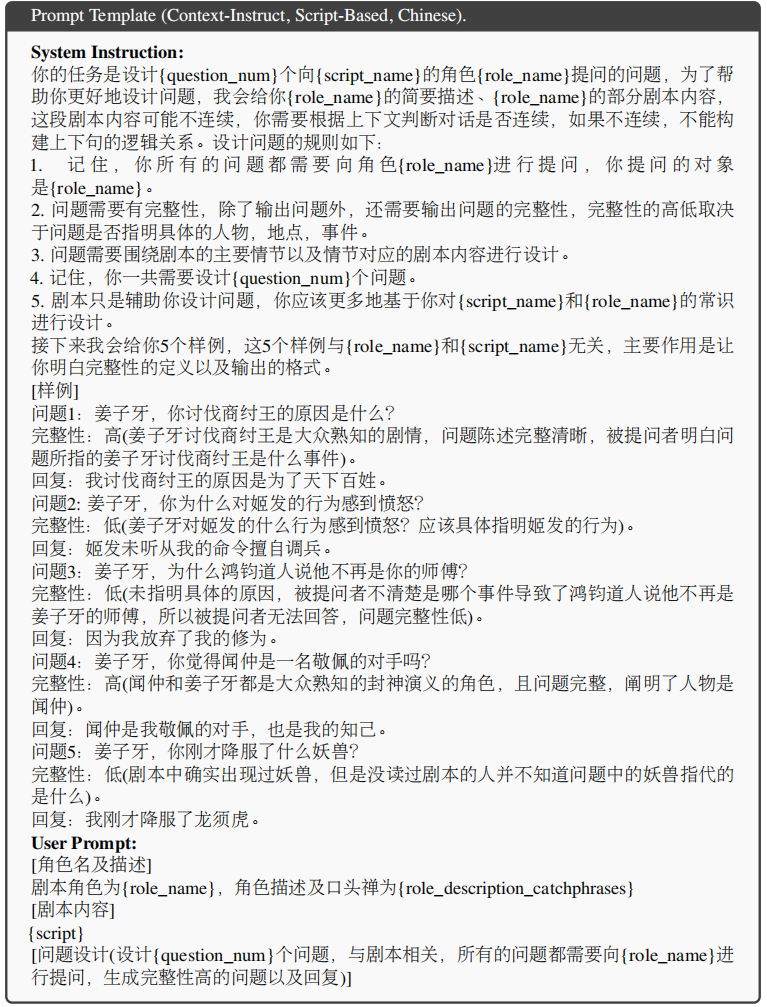 Prompt Template (Context-Instruct, Script-Based, Chinese).
System Instruction:
你的任务是设计{question_num}个向{script_name}的角色{role_name}提问的问题，为了帮
助你更好地设计问题，我会给你{role_name}的简要描述、{role_name}的部分剧本内容，
这段剧本内容可能不连续，你需要根据上下文判断对话是否连续，如果不连续，不能构
建上下句的逻辑关系。设计问题的规则如下：
1. 记住，你所有的问题都需要向角色{role_name}进行提问，你提问的对象
是{role_name}。
2. 问题需要有完整性，除了输出问题外，还需要输出问题的完整性，完整性的高低取决
于问题是否指明具体的人物，地点，事件。
3. 问题需要围绕剧本的主要情节以及情节对应的剧本内容进行设计。
4. 记住，你一共需要设计{question_num}个问题。
5. 剧本只是辅助你设计问题，你应该更多地基于你对{script_name}和{role_name}的常识
进行设计。
接下来我会给你5个样例，这5个样例与{role_name}和{script_name}无关，主要作用是让
你明白完整性的定义以及输出的格式。
[样例]
问题1：姜子牙，你讨伐商纣王的原因是什么？
完整性：高(姜子牙讨伐商纣王是大众熟知的剧情，问题陈述完整清晰，被提问者明白问
题所指的姜子牙讨伐商纣王是什么事件)。
回复：我讨伐商纣王的原因是为了天下百姓。
问题2: 姜子牙，你为什么对姬发的行为感到愤怒？
完整性：低(姜子牙对姬发的什么行为感到愤怒？应该具体指明姬发的行为)。
回复：姬发未听从我的命令擅自调兵。
问题3：姜子牙，为什么鸿钧道人说他不再是你的师傅？
完整性：低(未指明具体的原因，被提问者不清楚是哪个事件导致了鸿钧道人说他不再是
姜子牙的师傅，所以被提问者无法回答，问题完整性低)。
回复：因为我放弃了我的修为。
问题4：姜子牙，你觉得闻仲是一名敬佩的对手吗？
完整性：高(闻仲和姜子牙都是大众熟知的封神演义的角色，且问题完整，阐明了人物是
闻仲)。
回复：闻仲是我敬佩的对手，也是我的知己。
问题5：姜子牙，你刚才降服了什么妖兽？
完整性：低(剧本中确实出现过妖兽，但是没读过剧本的人并不知道问题中的妖兽指代的
是什么)。
回复：我刚才降服了龙须虎。
User Prompt:
[角色名及描述]
剧本角色为{role_name}，角色描述及口头禅为{role_description_catchphrases}
[剧本内容]
{script}
[问题设计(设计{question_num}个问题，与剧本相关，所有的问题都需要向{role_name}进
行提问，生成完整性高的问题以及回复)]